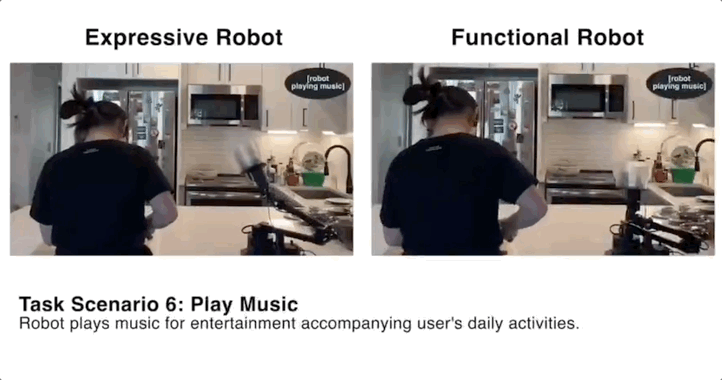 Expressive Robot
Functional Robot
[robot
playing music]
[robot
playing music]
Task Scenario 6: Play Music
Robot plays music for entertainment accompanying user's daily activities.